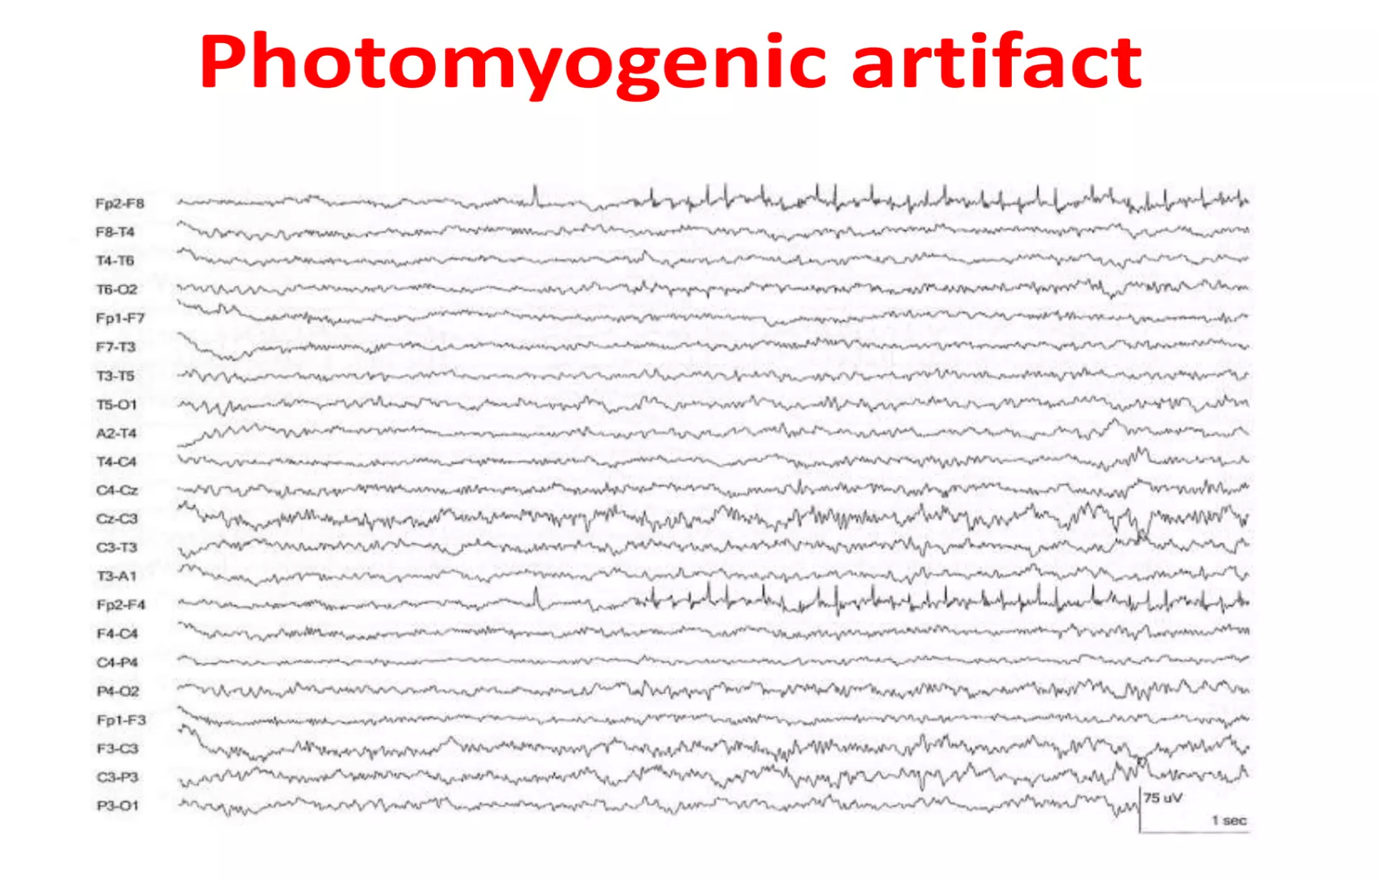 Photomyogenic artifact
Fp2-F8
F8-T4
T4-T6
T6-O2
Fp1-F7
F7-T3
T3-T5
T5-O1
A2-T4
T4-C4
C4-Cz
Cz-C3
C3-T3
T3-A1
Fp2-F4
F4-C4
C4-P4
P4-O2
Fp1-F3
F3-C3
C3-P3
P3-O1
75 uV
1 sec